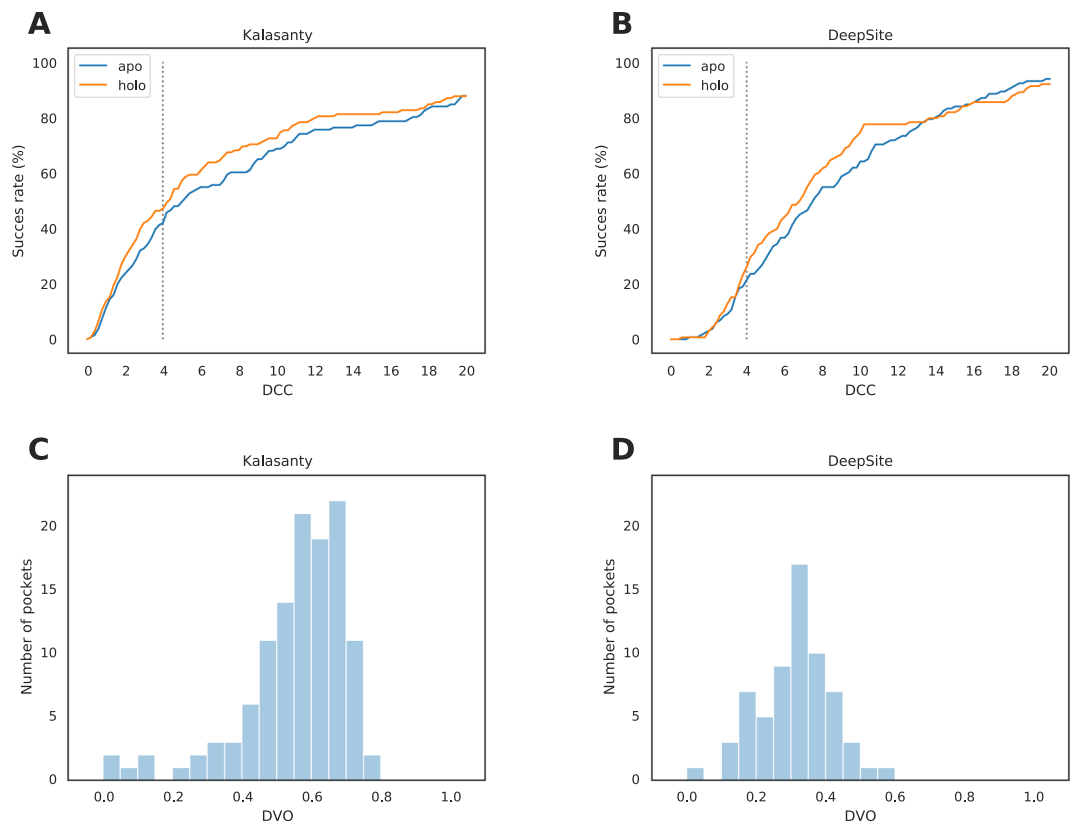 A
Kalasanty
100
80
60
40
20
0
Succes rate (%)
apo
holo
0 2 4 6 8 10 12 14 16 18 20
DCC
B
DeepSite
100
80
60
40
20
0
Succes rate (%)
apo
holo
0 2 4 6 8 10 12 14 16 18 20
DCC
C
Kalasanty
20
15
10
5
0
Number of pockets
0.0 0.2 0.4 0.6 0.8 1.0
DVO
D
DeepSite
20
15
10
5
0
Number of pockets
0.0 0.2 0.4 0.6 0.8 1.0
DVO